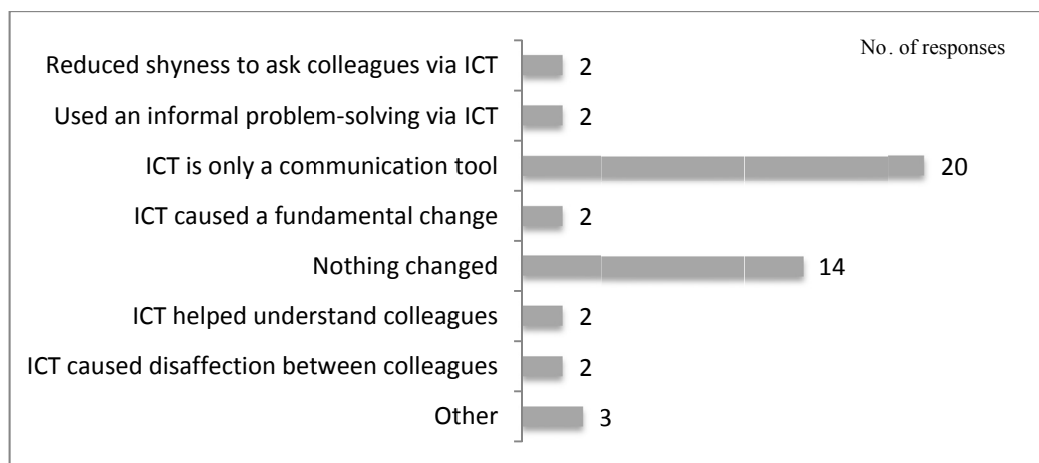 No. of responses
Reduced shyness to ask colleagues via ICT 2
Used an informal problem-solving via ICT 2
ICT is only a communication tool 20
ICT caused a fundamental change 2
Nothing changed 14
ICT helped understand colleagues 2
ICT caused disaffection between colleagues 2
Other 3